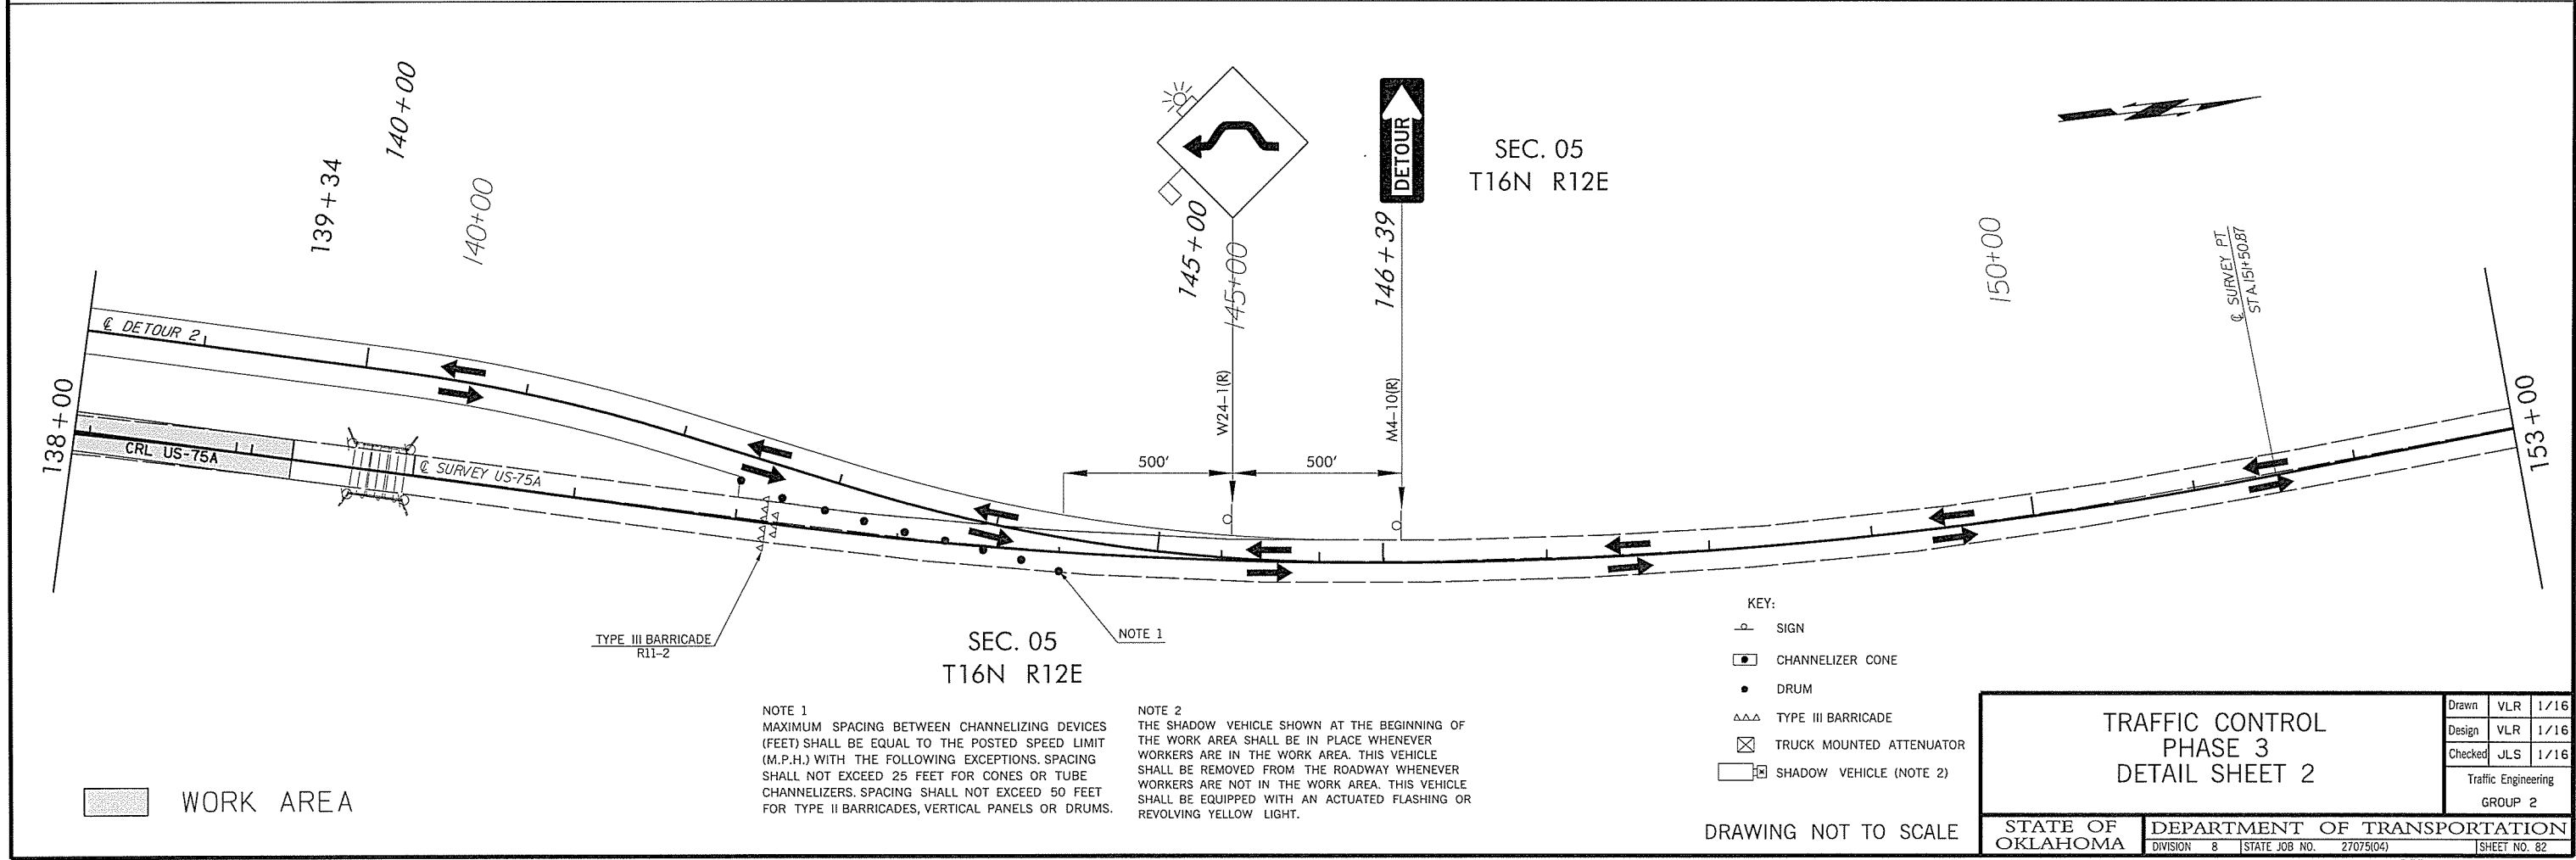 140+00
139+34
140+00
DETOUR
SEC. 05
T16N R12E
145+00
145+00
146+39
150+00
℄ SURVEY PT
STA.151+50.87
℄ DETOUR 2
138+00
CRL US-75A
℄ SURVEY US-75A
W24-1(R)
M4-10(R)
500'
500'
153+00
TYPE III BARRICADE
R11-2
SEC. 05
T16N R12E
NOTE 1
KEY:
SIGN
CHANNELIZER CONE
DRUM
TYPE III BARRICADE
TRUCK MOUNTED ATTENUATOR
SHADOW VEHICLE (NOTE 2)
NOTE 1
MAXIMUM SPACING BETWEEN CHANNELIZING DEVICES
(FEET) SHALL BE EQUAL TO THE POSTED SPEED LIMIT
(M.P.H.) WITH THE FOLLOWING EXCEPTIONS. SPACING
SHALL NOT EXCEED 25 FEET FOR CONES OR TUBE
CHANNELIZERS. SPACING SHALL NOT EXCEED 50 FEET
FOR TYPE II BARRICADES, VERTICAL PANELS OR DRUMS.
NOTE 2
THE SHADOW VEHICLE SHOWN AT THE BEGINNING OF
THE WORK AREA SHALL BE IN PLACE WHENEVER
WORKERS ARE IN THE WORK AREA. THIS VEHICLE
SHALL BE REMOVED FROM THE ROADWAY WHENEVER
WORKERS ARE NOT IN THE WORK AREA. THIS VEHICLE
SHALL BE EQUIPPED WITH AN ACTUATED FLASHING OR
REVOLVING YELLOW LIGHT.
WORK AREA
DRAWING NOT TO SCALE
TRAFFIC CONTROL
PHASE 3
DETAIL SHEET 2
Drawn VLR 1/16
Design VLR 1/16
Checked JLS 1/16
Traffic Engineering
GROUP 2
STATE OF
OKLAHOMA
DEPARTMENT OF TRANSPORTATION
DIVISION 8 STATE JOB NO. 27075(04) SHEET NO. 82